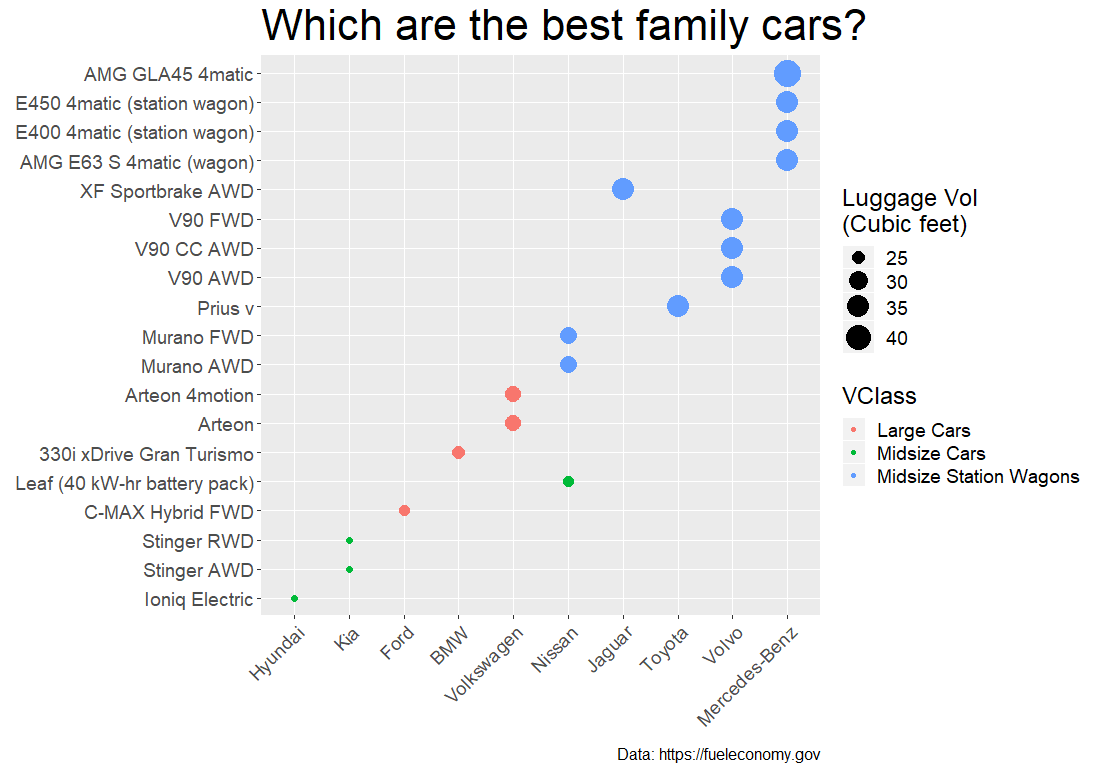 Which are the best family cars?
AMG GLA45 4matic
E450 4matic (station wagon)
E400 4matic (station wagon)
AMG E63 S 4matic (wagon)
XF Sportbrake AWD
V90 FWD
V90 CC AWD
V90 AWD
Prius v
Murano FWD
Murano AWD
Arteon 4motion
Arteon
330i xDrive Gran Turismo
Leaf (40 kW-hr battery pack)
C-MAX Hybrid FWD
Stinger RWD
Stinger AWD
Ioniq Electric
Hyundai
Kia
Ford
BMW
Volkswagen
Nissan
Jaguar
Toyota
Volvo
Mercedes-Benz
Luggage Vol
(Cubic feet)
25
30
35
40
VClass
Large Cars
Midsize Cars
Midsize Station Wagons
Data: https://fueleconomy.gov